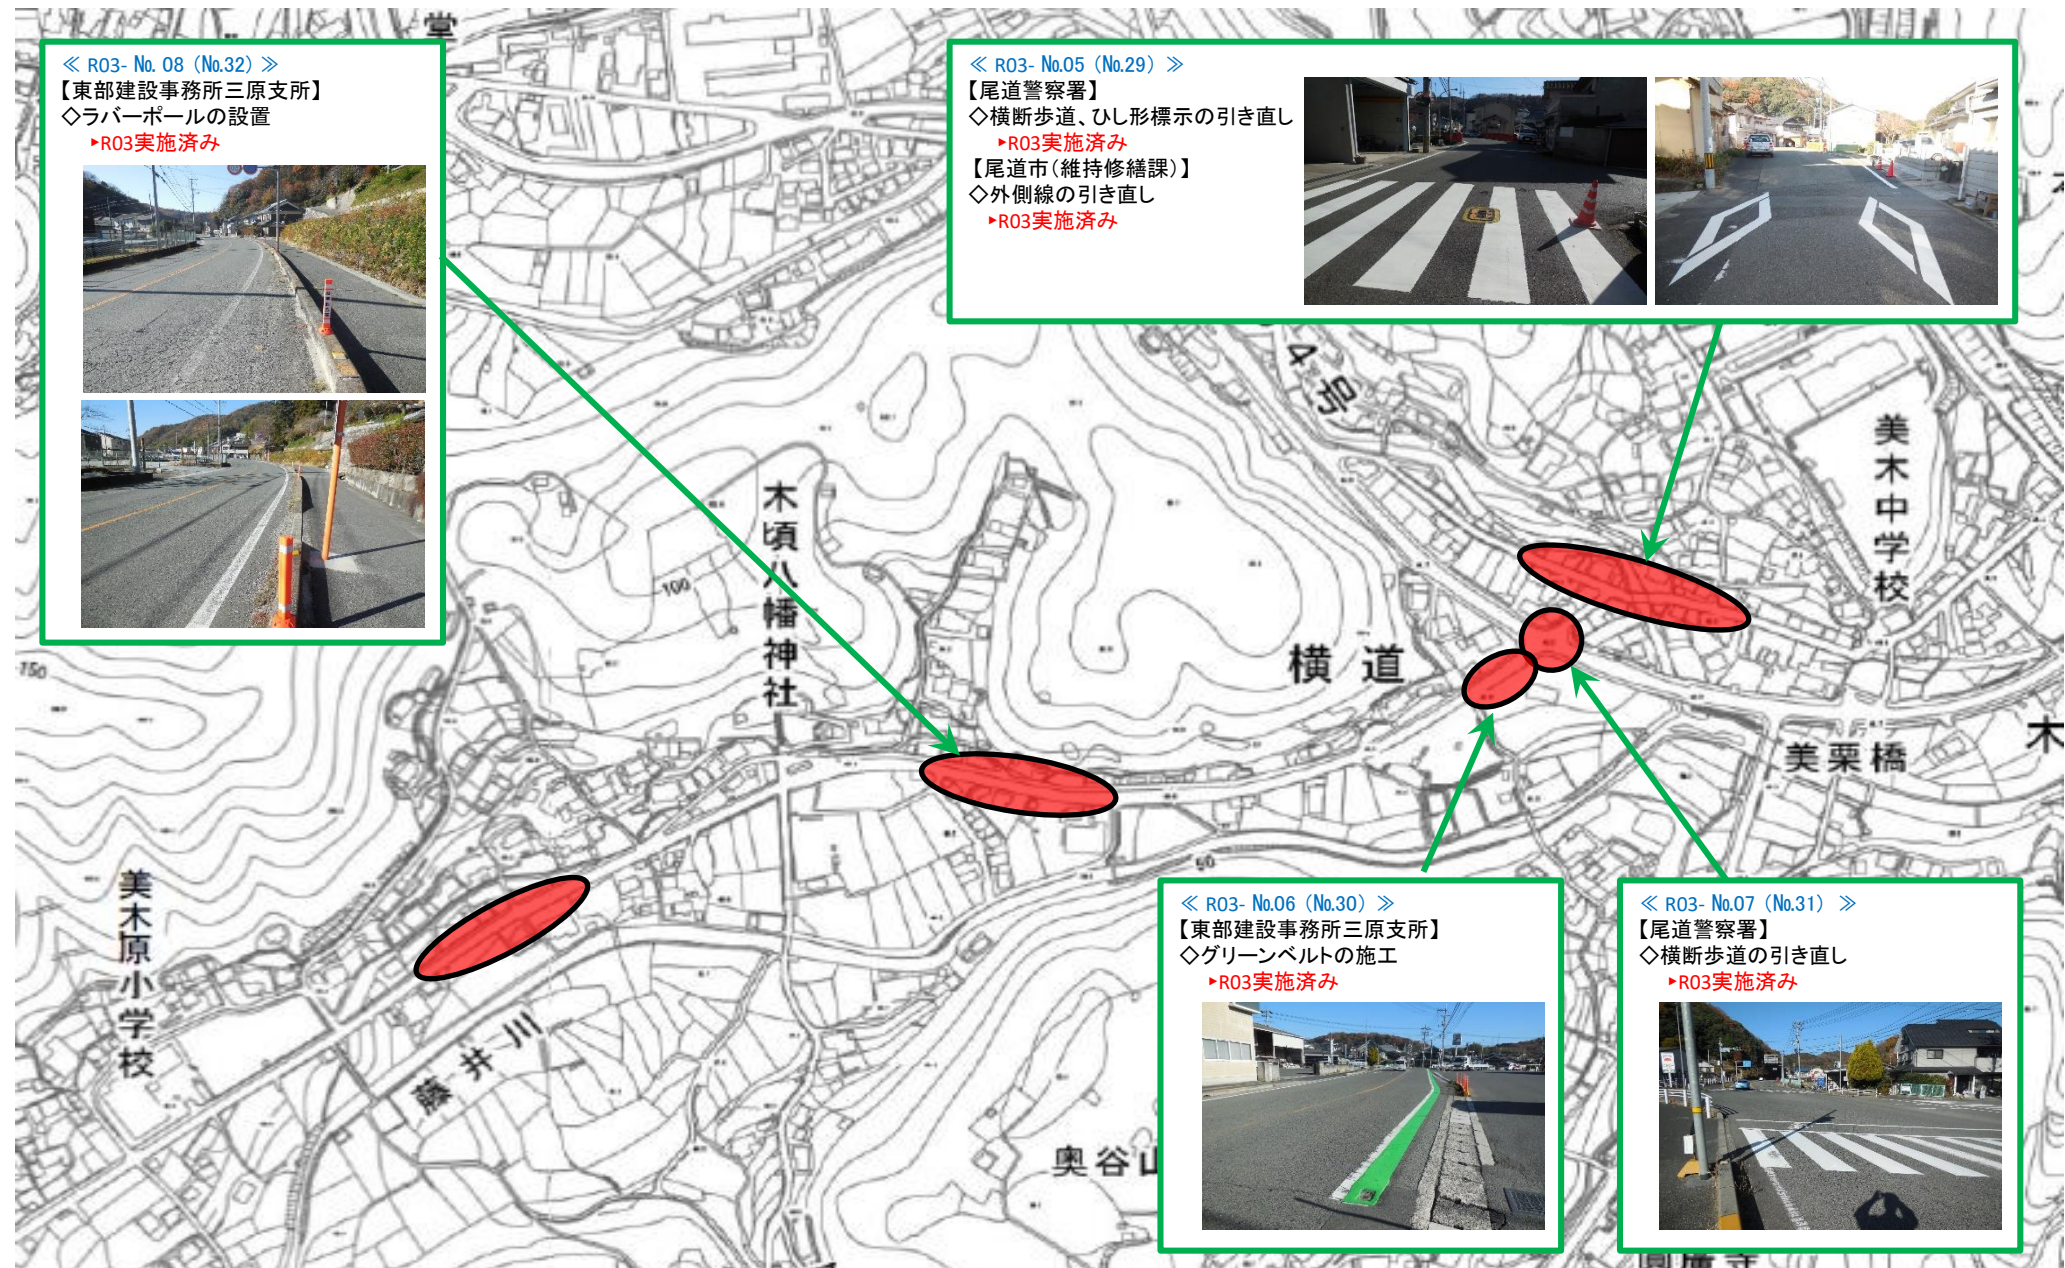 ≪ R03- No. 08 (No.32) ≫
【東部建設事務所三原支所】
◇ラバーポールの設置
▸R03実施済み
≪ R03- No.05 (No.29) ≫
【尾道警察署】
◇横断歩道、ひし形標示の引き直し
▸R03実施済み
【尾道市(維持修繕課)】
◇外側線の引き直し
▸R03実施済み
堂
4号
美木中学校
木頃八幡神社
100
横道
150
美栗橋
木
60
美木原小学校
藤井川
奥谷山
≪ R03- No.06 (No.30) ≫
【東部建設事務所三原支所】
◇グリーンベルトの施工
▸R03実施済み
≪ R03- No.07 (No.31) ≫
【尾道警察署】
◇横断歩道の引き直し
▸R03実施済み